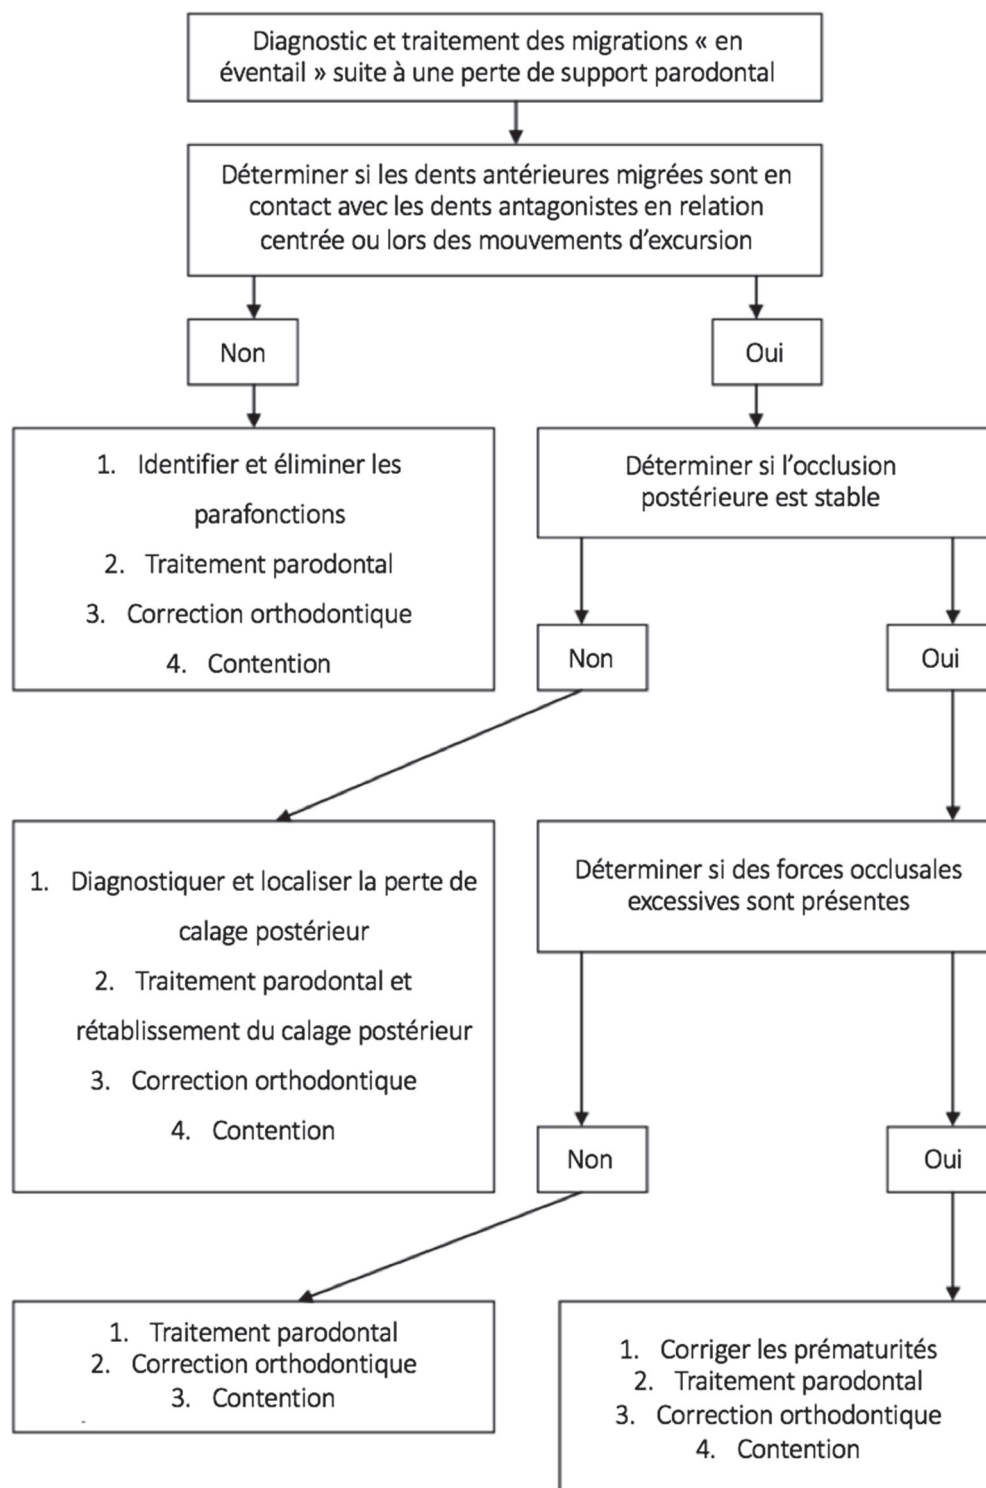 Diagnostic et traitement des migrations « en
éventail » suite à une perte de support parodontal
Déterminer si les dents antérieures migrées sont en
contact avec les dents antagonistes en relation
centrée ou lors des mouvements d’excursion
Non
Oui
1. Identifier et éliminer les
parafonctions
2. Traitement parodontal
3. Correction orthodontique
4. Contention
Déterminer si l’occlusion
postérieure est stable
Non
Oui
1. Diagnostiquer et localiser la perte de
calage postérieur
2. Traitement parodontal et
rétablissement du calage postérieur
3. Correction orthodontique
4. Contention
Déterminer si des forces occlusales
excessives sont présentes
Non
Oui
1. Traitement parodontal
2. Correction orthodontique
3. Contention
1. Corriger les prématurités
2. Traitement parodontal
3. Correction orthodontique
4. Contention